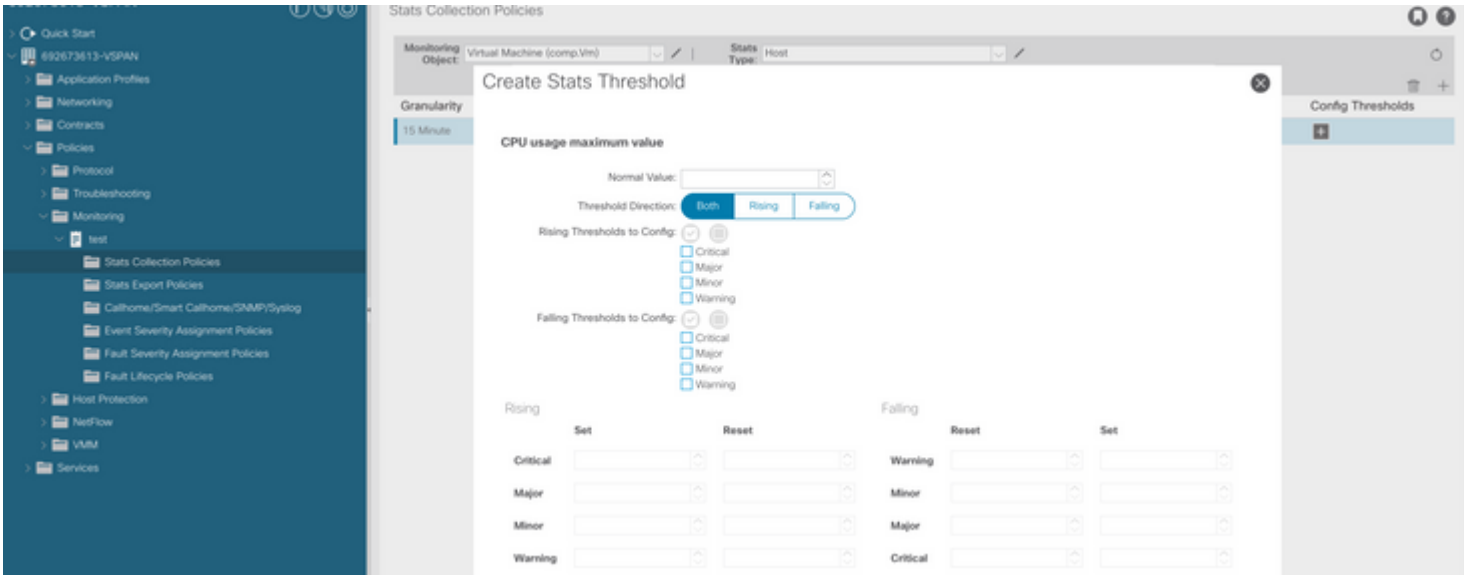 Quick Start
692673613-VSPAN
Application Profiles
Networking
Contracts
Policies
Protocol
Troubleshooting
Monitoring
test
Stats Collection Policies
Stats Export Policies
Callhome/Smart Callhome/SNMP/Syslog
Event Severity Assignment Policies
Fault Severity Assignment Policies
Fault Lifecycle Policies
Host Protection
NetFlow
VMM
Services
Stats Collection Policies
Monitoring Object: Virtual Machine (comp.Vm)
Stats Type: Host
Granularity
Config Thresholds
15 Minute
Create Stats Threshold
CPU usage maximum value
Normal Value:
Threshold Direction: Both Rising Falling
Rising Thresholds to Config:
Critical
Major
Minor
Warning
Falling Thresholds to Config:
Critical
Major
Minor
Warning
Rising
Set Reset
Critical
Major
Minor
Warning
Falling
Reset Set
Warning
Minor
Major
Critical